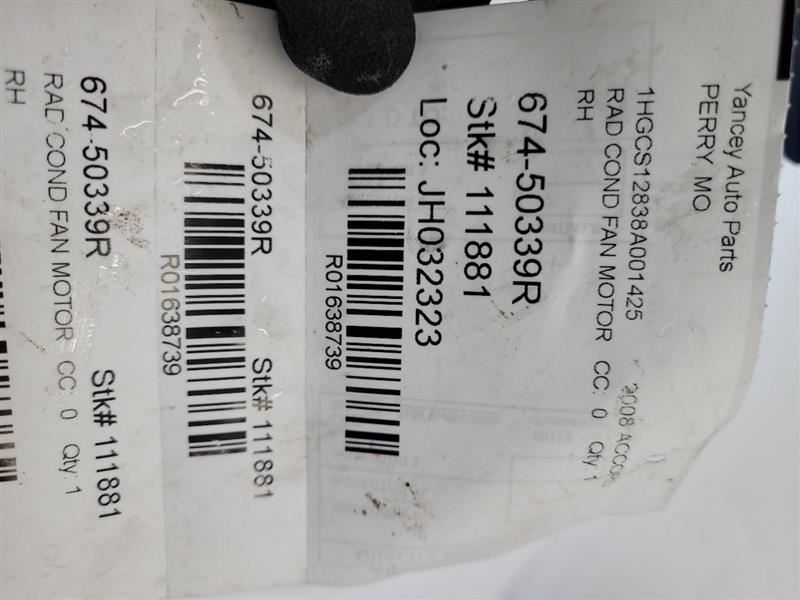 Yancey Auto Parts
PERRY, MO
1HGCS12838A001425 2008 ACCORD
RAD COND FAN MOTOR CC: 0 Qty 1
RH
674-50339R
Stk# 111881
Loc: JH032323
R01638739
674-50339R Stk# 111881
R01638739
674-50339R Stk# 111881
RAD COND FAN MOTOR CC: 0 Qty: 1
RH